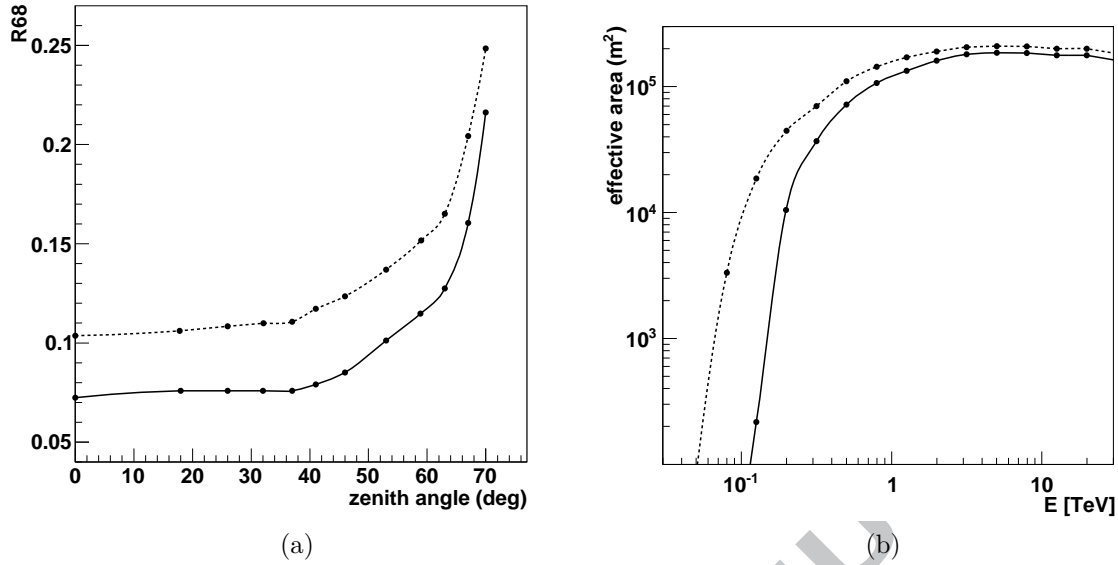 R68
0.25
0.2
0.15
0.1
0.05
0 10 20 30 40 50 60 70
zenith angle (deg)
(a)
effective area (m²)
10⁵
10⁴
10³
10⁻¹ 1 10
E [TeV]
(b)